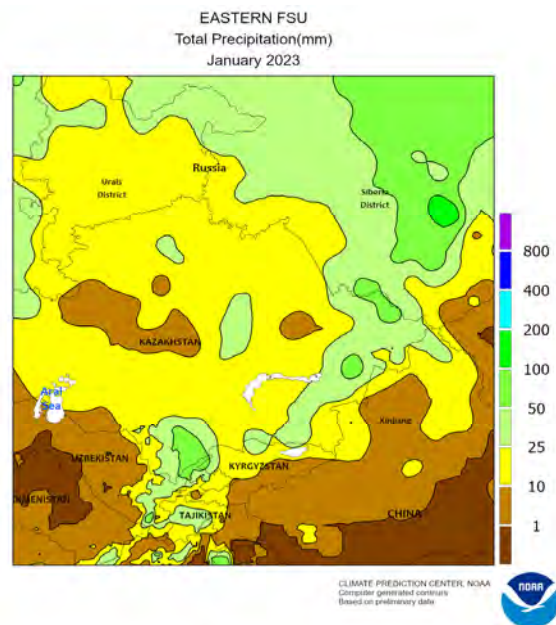 EASTERN FSU
Total Precipitation(mm)
January 2023
Russia
Urals
District
Siberia
District
800
400
200
100
50
25
10
1
KAZAKHSTAN
Aral
Sea
Xinjiang
UZBEKISTAN
KYRGYZSTAN
KMENISTAN
TAJIKISTAN
CHINA
CLIMATE PREDICTION CENTER, NOAA
Computer generated contours
Based on preliminary data
NOAA